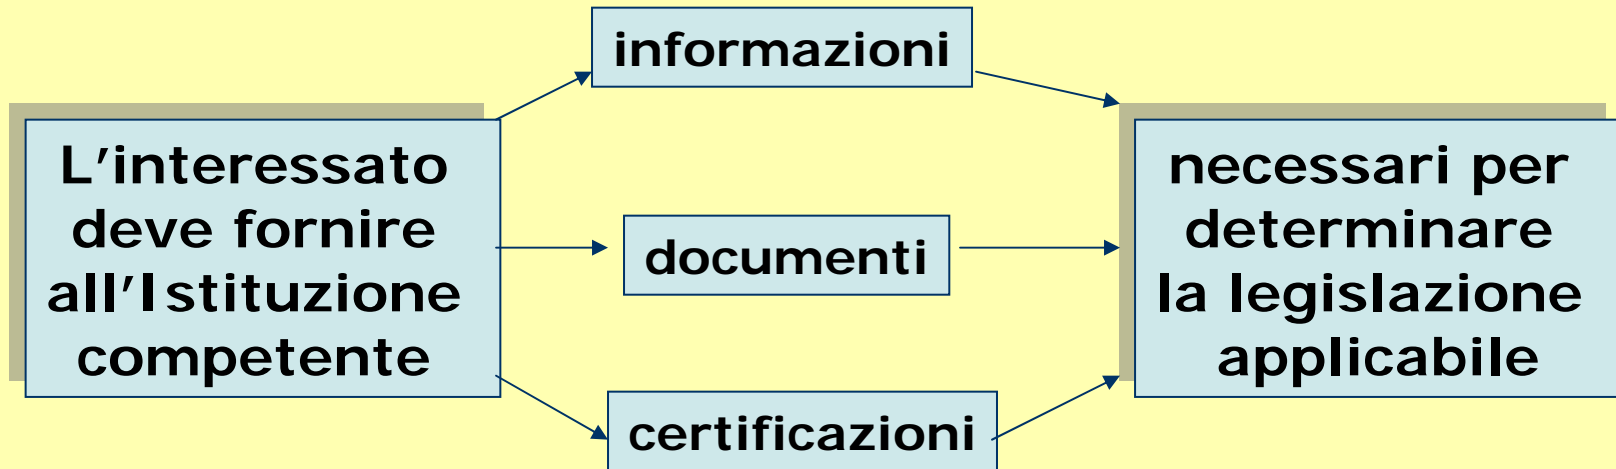 L'interessato
deve fornire
all'Istituzione
competente
informazioni
documenti
certificazioni
necessari per
determinare
la legislazione
applicabile